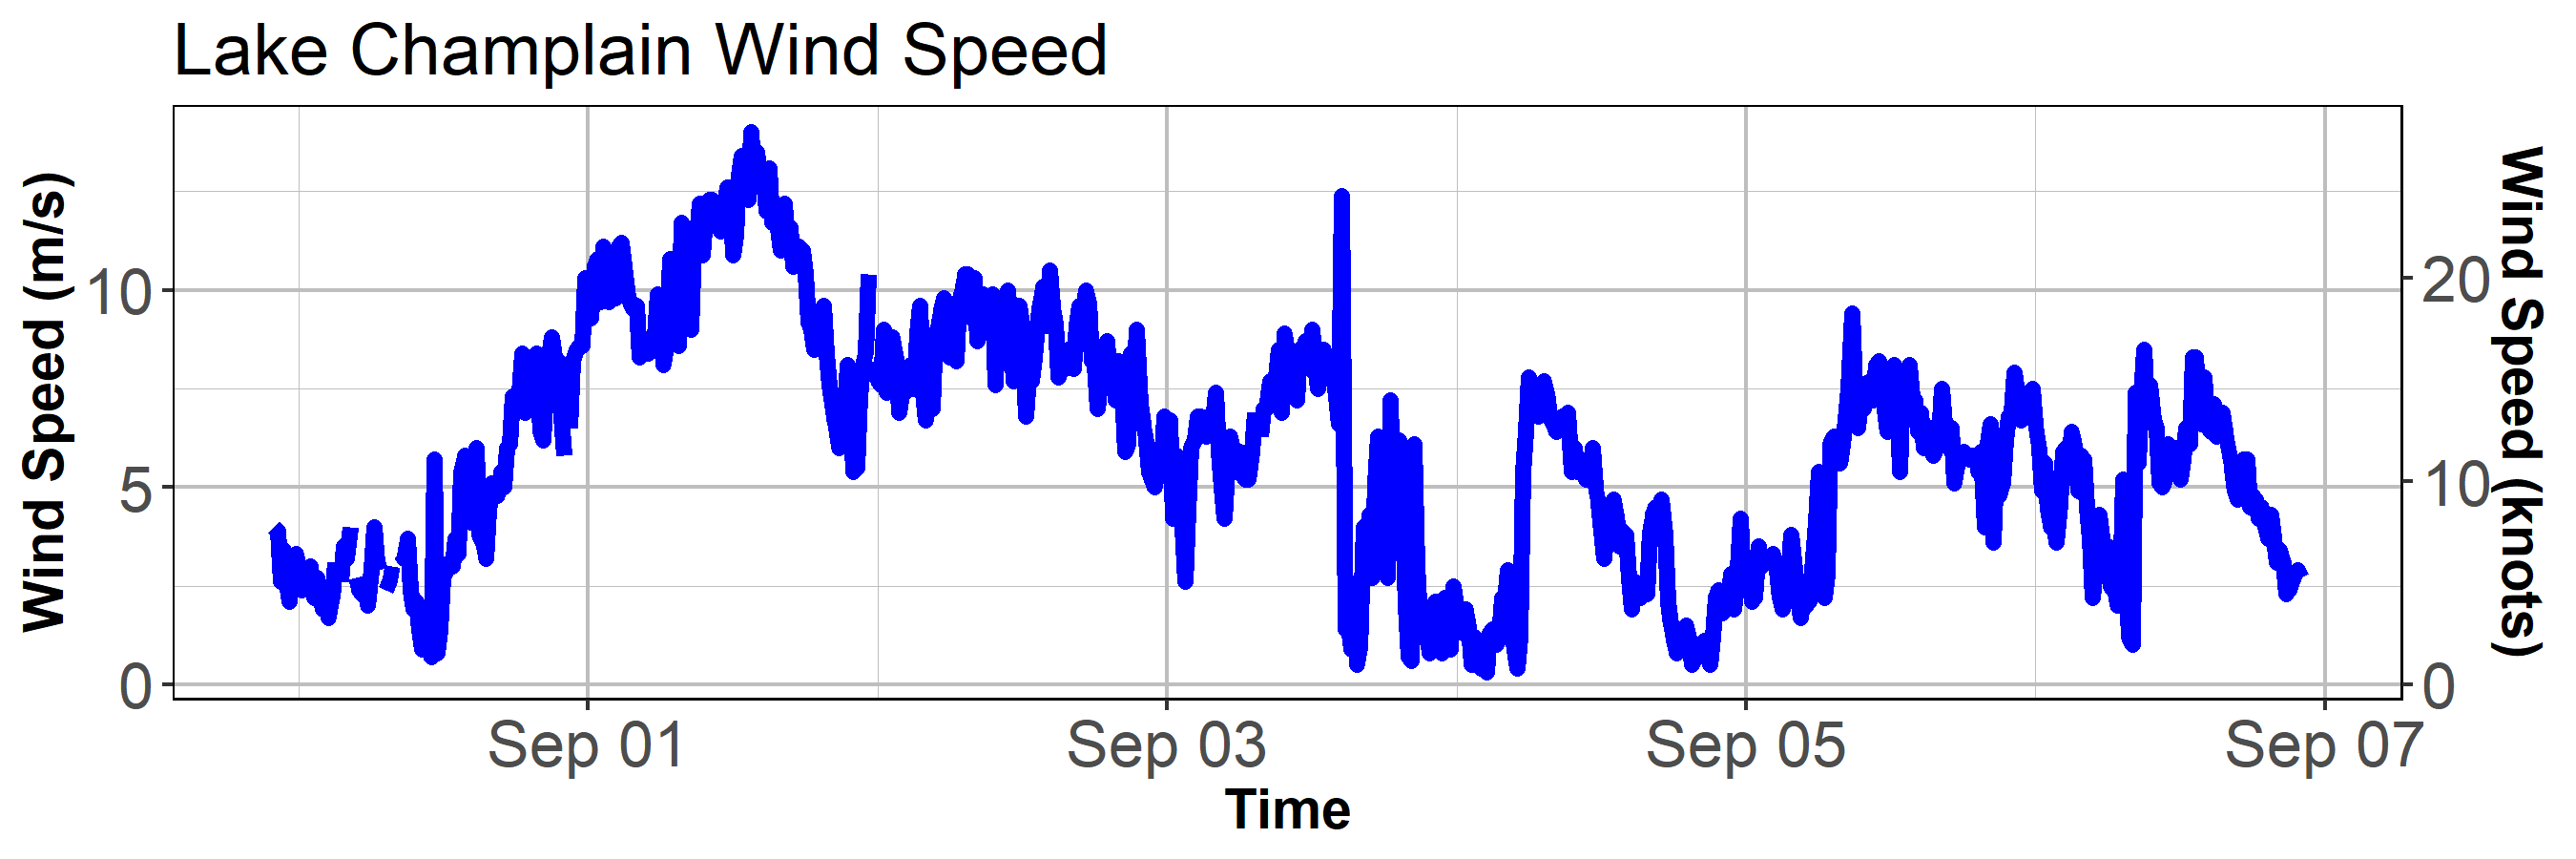 Lake Champlain Wind Speed
Wind Speed (m/s)
10
5
0
20
10
0
Wind Speed (knots)
Sep 01 Sep 03 Sep 05 Sep 07
Time